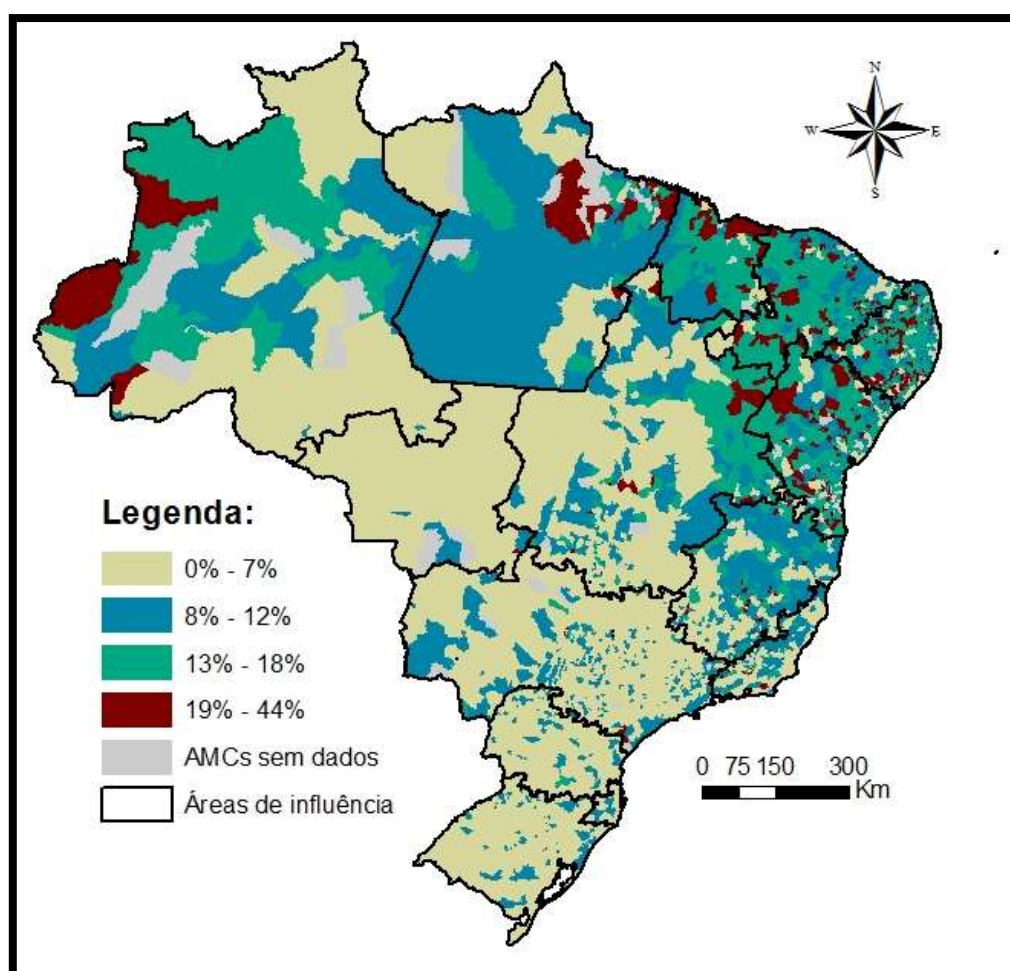 N
W E
S
Legenda:
0% - 7%
8% - 12%
13% - 18%
19% - 44%
AMCs sem dados
Áreas de influência
0 75 150 300
Km